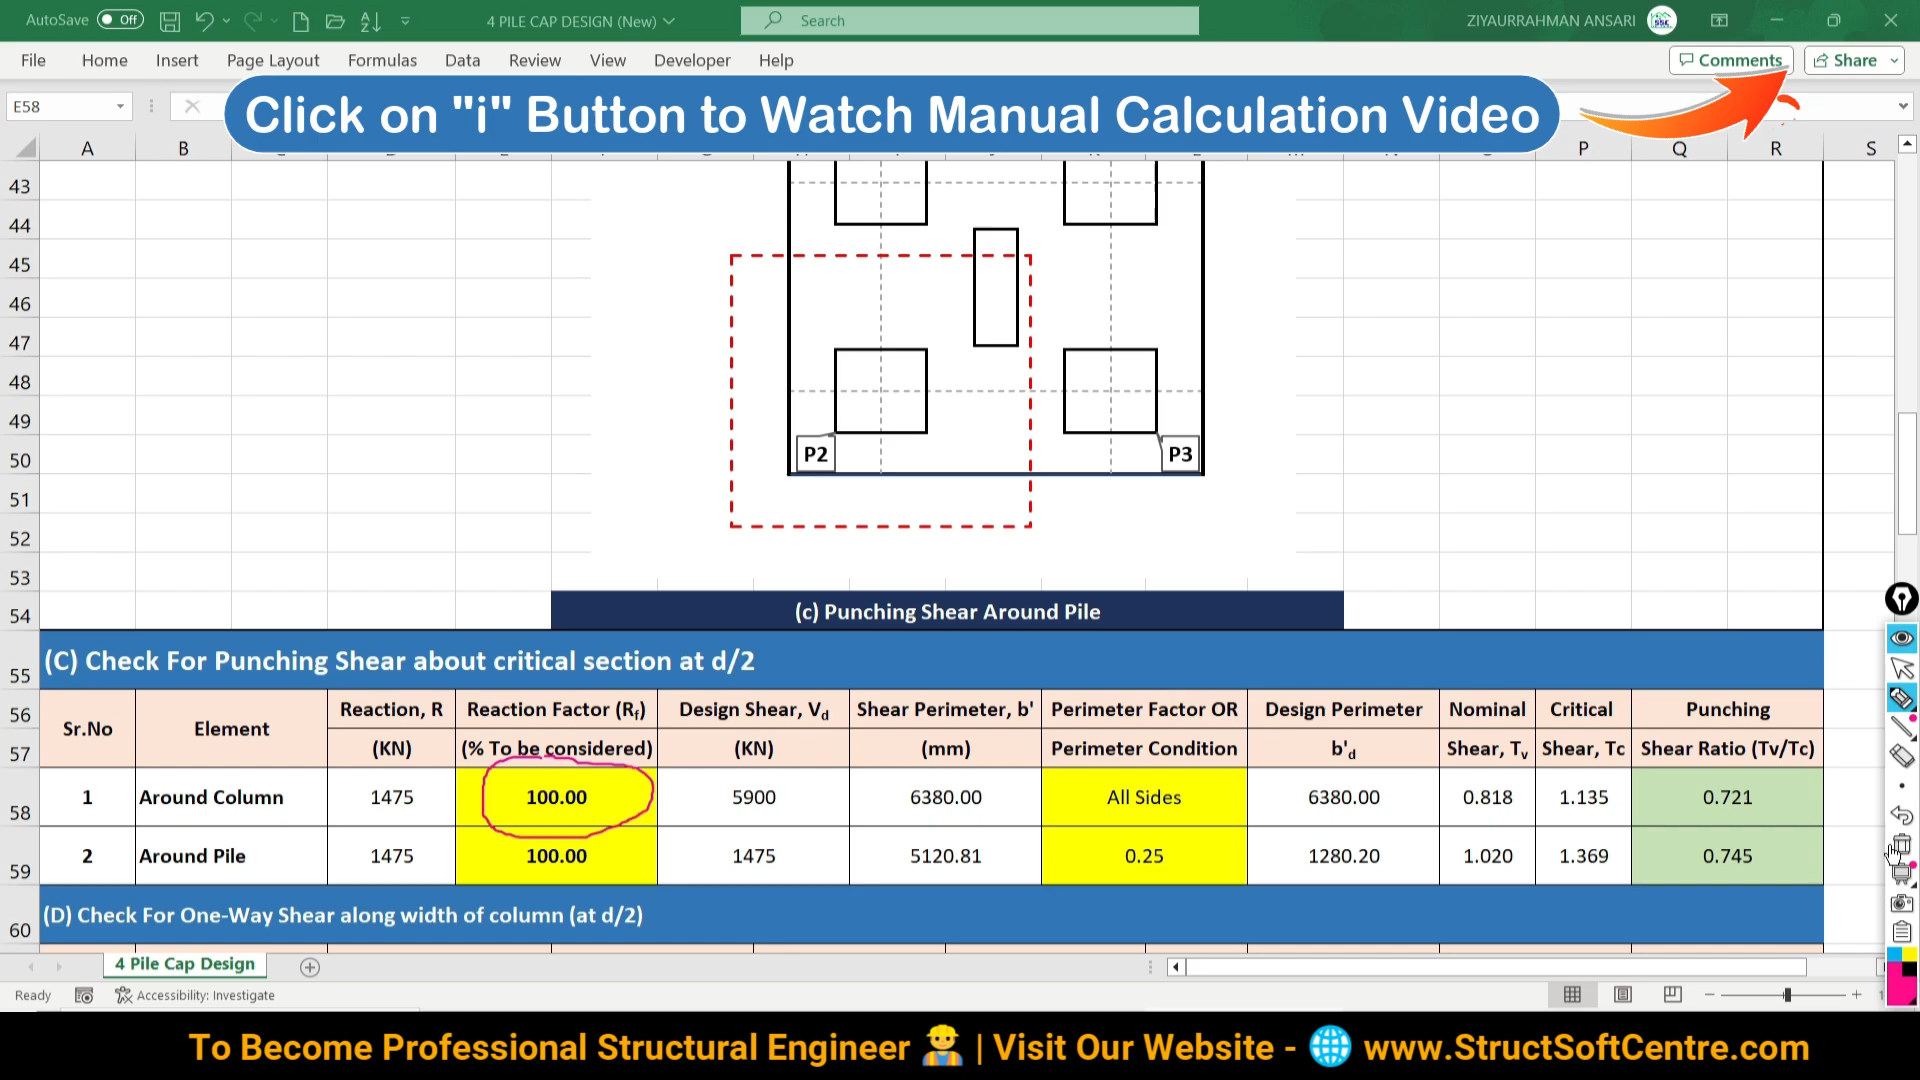 AutoSave Off 4 PILE CAP DESIGN (New) Search ZIYAURRAHMAN ANSARI
File Home Insert Page Layout Formulas Data Review View Developer Help Comments Share
E58
Click on "i" Button to Watch Manual Calculation Video
A B P Q R S
43
44
45
46
47
48
49
50 P2 P3
51
52
53
54 (c) Punching Shear Around Pile
55 (C) Check For Punching Shear about critical section at d/2
56 Sr.No Element Reaction, R Reaction Factor (Rf) Design Shear, Vd Shear Perimeter, b' Perimeter Factor OR Design Perimeter Nominal Critical Punching
57 (KN) (% To be considered) (KN) (mm) Perimeter Condition b'd Shear, Tv Shear, Tc Shear Ratio (Tv/Tc)
58 1 Around Column 1475 100.00 5900 6380.00 All Sides 6380.00 0.818 1.135 0.721
59 2 Around Pile 1475 100.00 1475 5120.81 0.25 1280.20 1.020 1.369 0.745
60 (D) Check For One-Way Shear along width of column (at d/2)
4 Pile Cap Design
Ready Accessibility: Investigate
To Become Professional Structural Engineer | Visit Our Website - www.StructSoftCentre.com